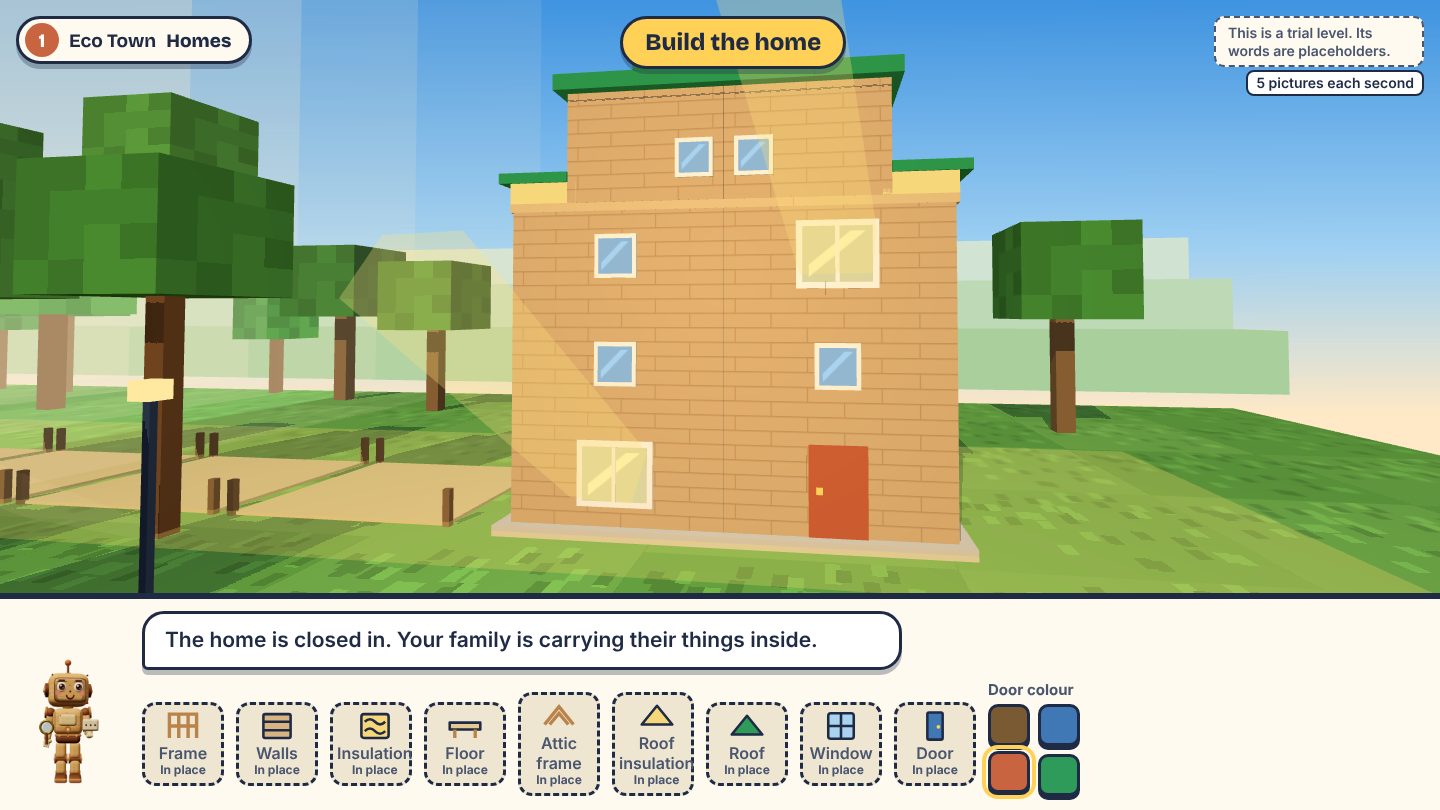 1 Eco Town Homes
Build the home
This is a trial level. Its
words are placeholders.
5 pictures each second
The home is closed in. Your family is carrying their things inside.
Door colour
Frame
In place
Walls
In place
Insulation
In place
Floor
In place
Attic
frame
In place
Roof
insulation
In place
Roof
In place
Window
In place
Door
In place